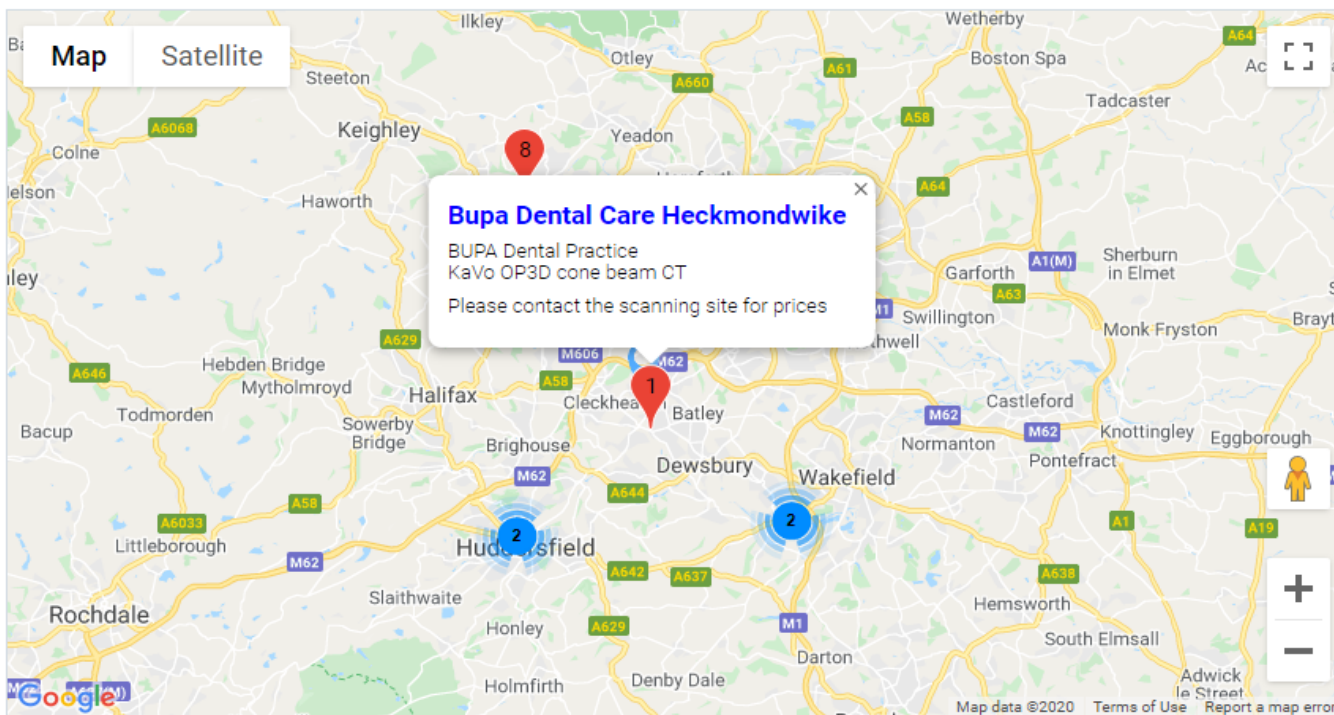 Ilkley
Wetherby
Map
Satellite
Otley
A61
Boston Spa
A64
Steeton
A660
Tadcaster
A6068
Keighley
Yeadon
A58
Colne
8
A64
Haworth
×
Bupa Dental Care Heckmondwike
BUPA Dental Practice
KaVo OP3D cone beam CT
Please contact the scanning site for prices
Sherburn
in Elmet
A1(M)
Garforth
A63
Swillington
Monk Fryston
A629
M606
M62
Hebden Bridge
A646
Mytholmroyd
A58
Halifax
1
Batley
Castleford
Todmorden
Sowerby
Bridge
M62
M62
Bacup
Brighouse
Normanton
Knottingley
Eggborough
Pontefract
M62
Dewsbury
Wakefield
A644
A58
A6033
2
2
A1
A19
Littleborough
Huddersfield
M62
A642
A637
A638
Slaithwaite
Hemsworth
Rochdale
Honley
A629
M1
South Elmsall
Darton
Holmfirth
Denby Dale
Adwick
le Street
Google
Map data ©2020
Terms of Use
Report a map error